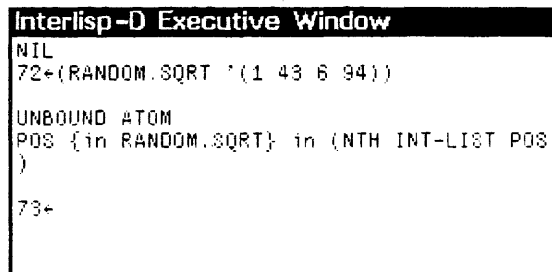 Interlisp-D Executive Window
NIL
72←(RANDOM.SQRT '(1 43 6 94))
UNBOUND ATOM
POS {in RANDOM.SQRT} in (NTH INT-LIST POS
)
73←